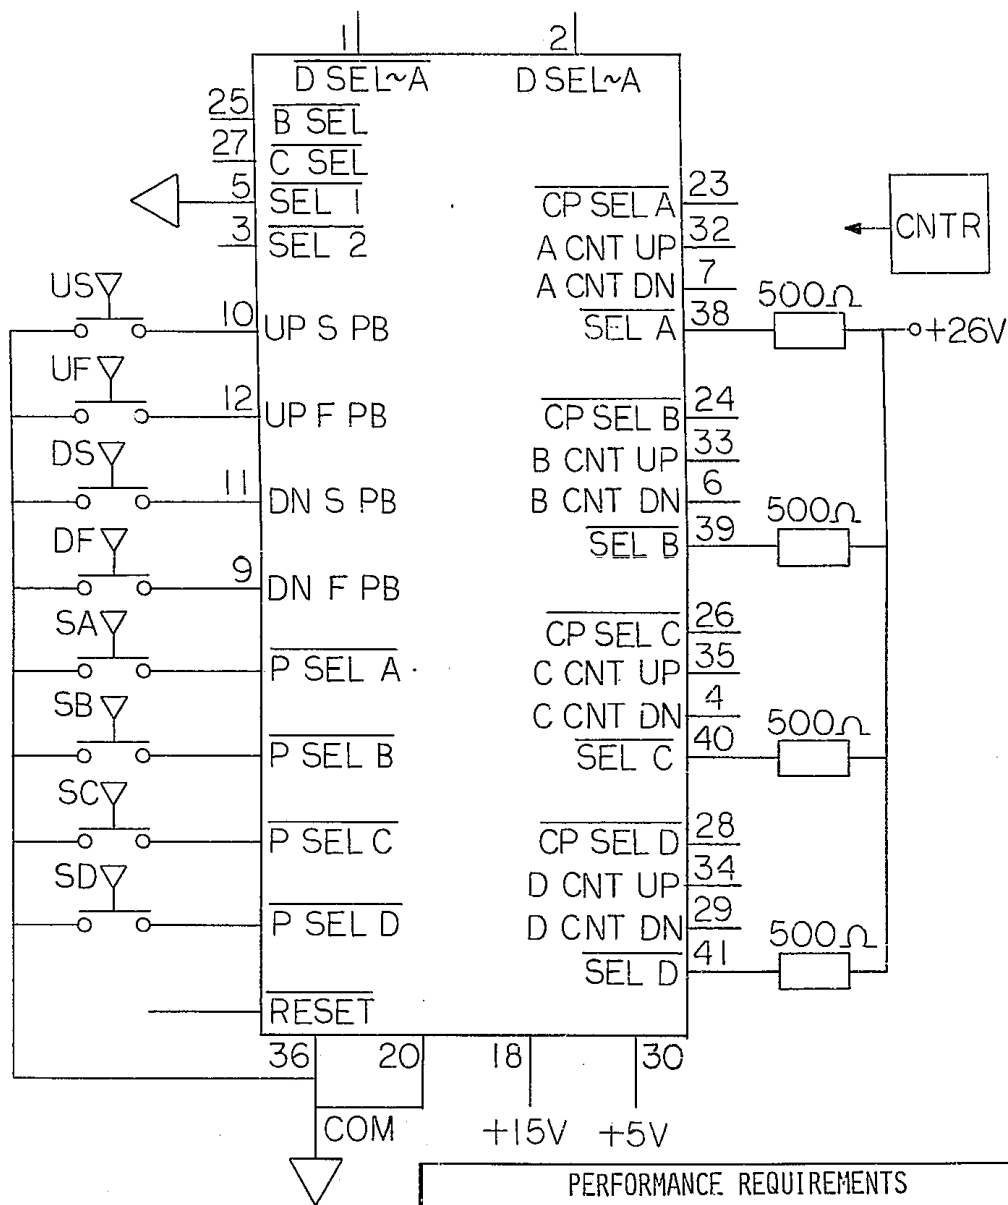 1
2
D SEL~A
D SEL~A
25
B SEL
27
C SEL
5
SEL 1
3
SEL 2
US
10
UP S PB
UF
12
UP F PB
DS
11
DN S PB
DF
9
DN F PB
SA
P SEL A
SB
P SEL B
SC
P SEL C
SD
P SEL D
RESET
CP SEL A
23
A CNT UP
32
A CNT DN
7
SEL A
38
500Ω
+26V
CNTR
CP SEL B
24
B CNT UP
33
B CNT DN
6
SEL B
39
500Ω
CP SEL C
26
C CNT UP
35
C CNT DN
4
SEL C
40
500Ω
CP SEL D
28
D CNT UP
34
D CNT DN
29
SEL D
41
500Ω
36
20
18
30
COM
+15V
+5V
PERFORMANCE REQUIREMENTS